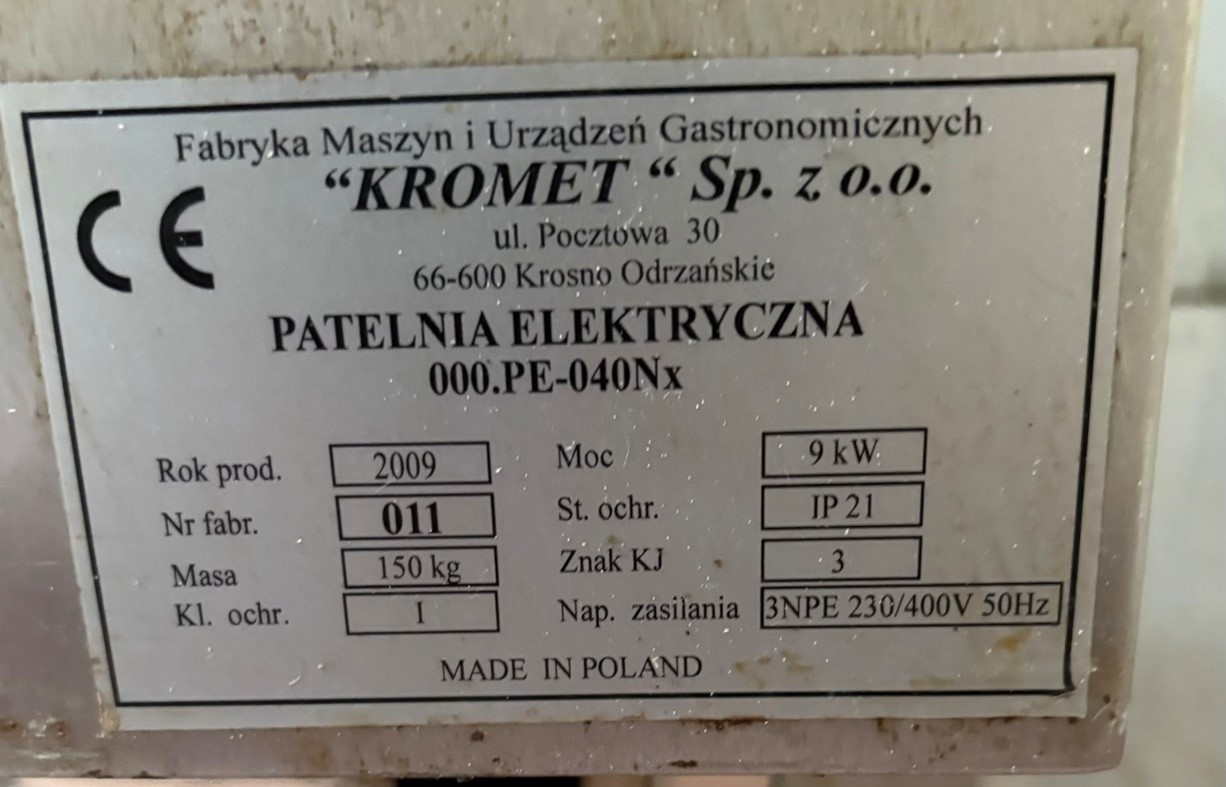 Fabryka Maszyn i Urządzeń Gastronomicznych
“KROMET “ Sp. z o.o.
CE
ul. Pocztowa 30
66-600 Krosno Odrzańskie
PATELNIA ELEKTRYCZNA
000.PE-040Nx
Rok prod. 2009 Moc 9 kW
Nr fabr. 011 St. ochr. IP 21
Masa 150 kg Znak KJ 3
Kl. ochr. I Nap. zasilania 3NPE 230/400V 50Hz
MADE IN POLAND